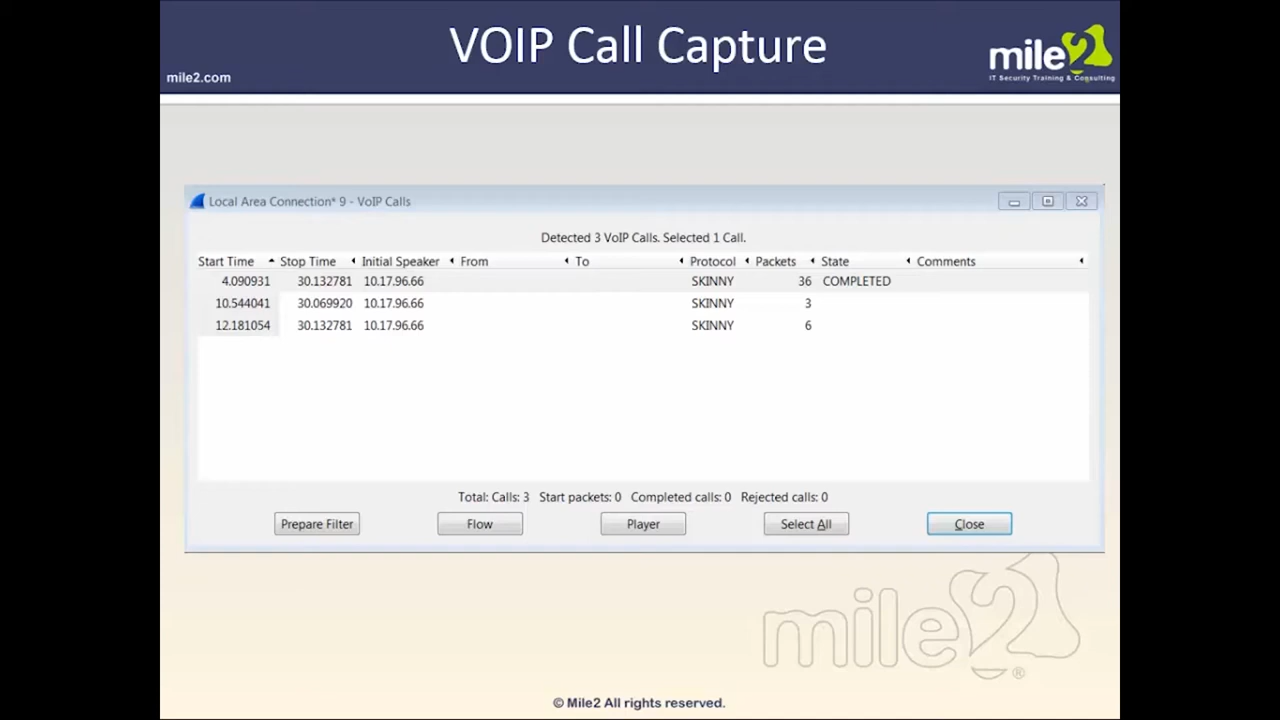 VOIP Call Capture
mile2
IT Security Training & Consulting
mile2.com
Local Area Connection* 9 - VoIP Calls
Detected 3 VoIP Calls. Selected 1 Call.
Start Time Stop Time Initial Speaker From To Protocol Packets State Comments
4.090931 30.132781 10.17.96.66 SKINNY 36 COMPLETED
10.544041 30.069920 10.17.96.66 SKINNY 3
12.181054 30.132781 10.17.96.66 SKINNY 6
Total: Calls: 3 Start packets: 0 Completed calls: 0 Rejected calls: 0
Prepare Filter Flow Player Select All Close
mile2®
© Mile2 All rights reserved.